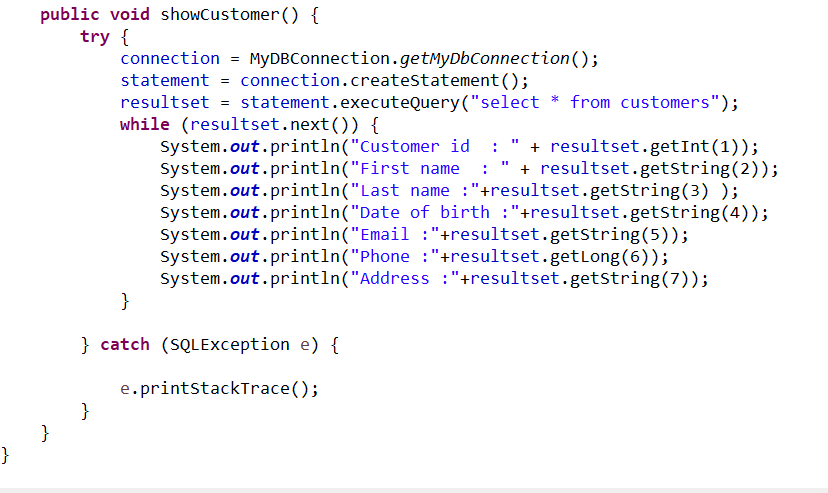 public void showCustomer() {
        try {
            connection = MyDBConnection.getMyDbConnection();
            statement = connection.createStatement();
            resultset = statement.executeQuery("select * from customers");
            while (resultset.next()) {
                System.out.println("Customer id  : " + resultset.getInt(1));
                System.out.println("First name  : " + resultset.getString(2));
                System.out.println("Last name :"+resultset.getString(3) );
                System.out.println("Date of birth :"+resultset.getString(4));
                System.out.println("Email :"+resultset.getString(5));
                System.out.println("Phone :"+resultset.getLong(6));
                System.out.println("Address :"+resultset.getString(7));
            }

        } catch (SQLException e) {

            e.printStackTrace();
        }
    }
}